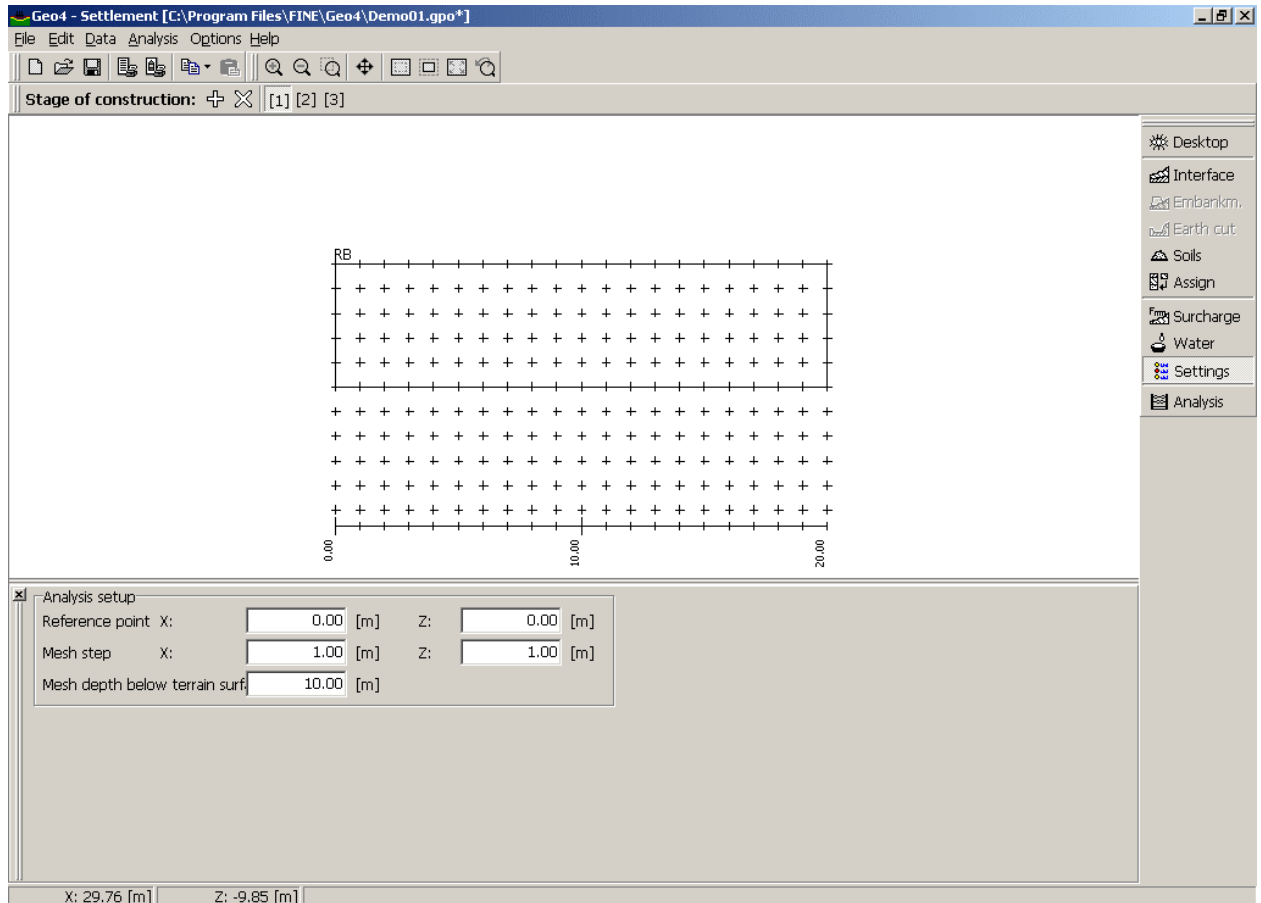 Geo4 - Settlement [C:\Program Files\FINE\Geo4\Demo01.gpo*]
File Edit Data Analysis Options Help
Stage of construction: [1] [2] [3]
Desktop
Interface
Embankm.
Earth cut
Soils
Assign
Surcharge
Water
Settings
Analysis
RB
0.00 10.00 20.00
Analysis setup
Reference point X: 0.00 [m] Z: 0.00 [m]
Mesh step X: 1.00 [m] Z: 1.00 [m]
Mesh depth below terrain surf 10.00 [m]
X: 29.76 [m] Z: -9.85 [m]